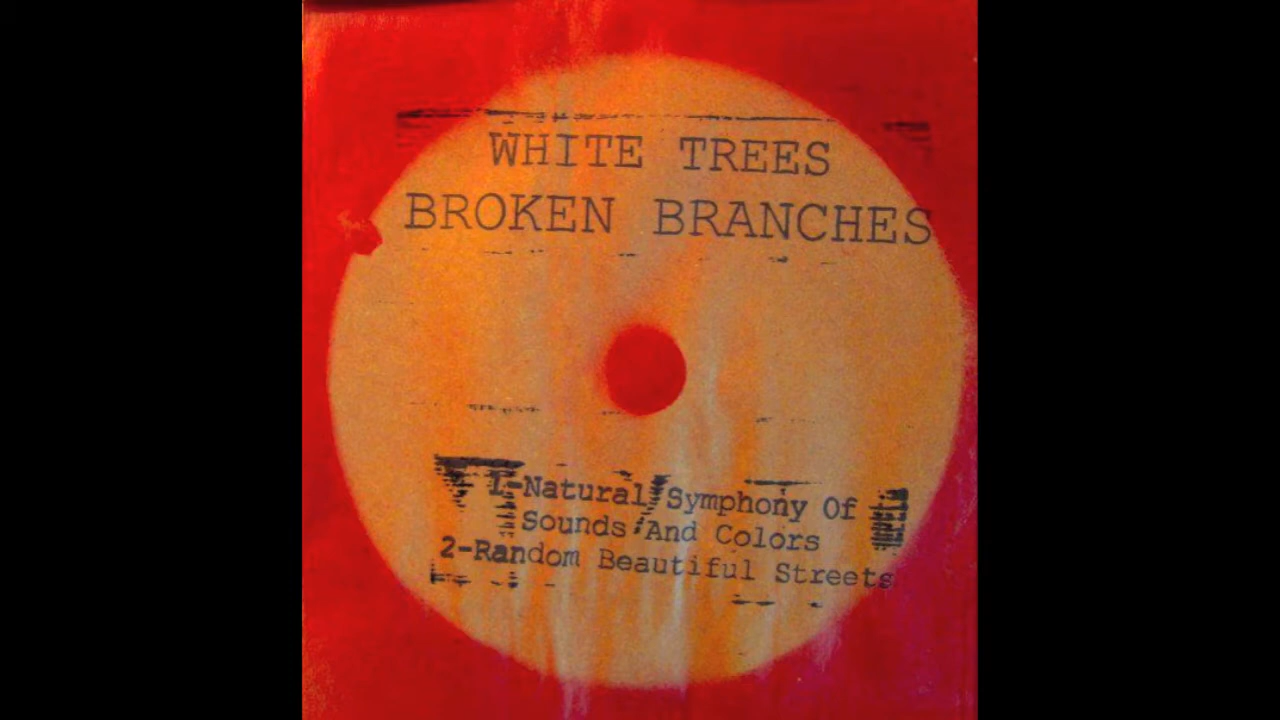 WHITE TREES
BROKEN BRANCHES
1-Natural Symphony Of
Sounds And Colors
2-Random Beautiful Streets